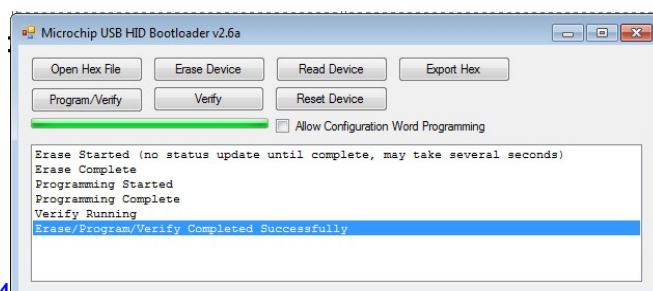 Microchip USB HID Bootloader v2.6a
Open Hex File Erase Device Read Device Export Hex
Program/Verify Verify Reset Device
Allow Configuration Word Programming
Erase Started (no status update until complete, may take several seconds)
Erase Complete
Programming Started
Programming Complete
Verify Running
Erase/Program/Verify Completed Successfully
4